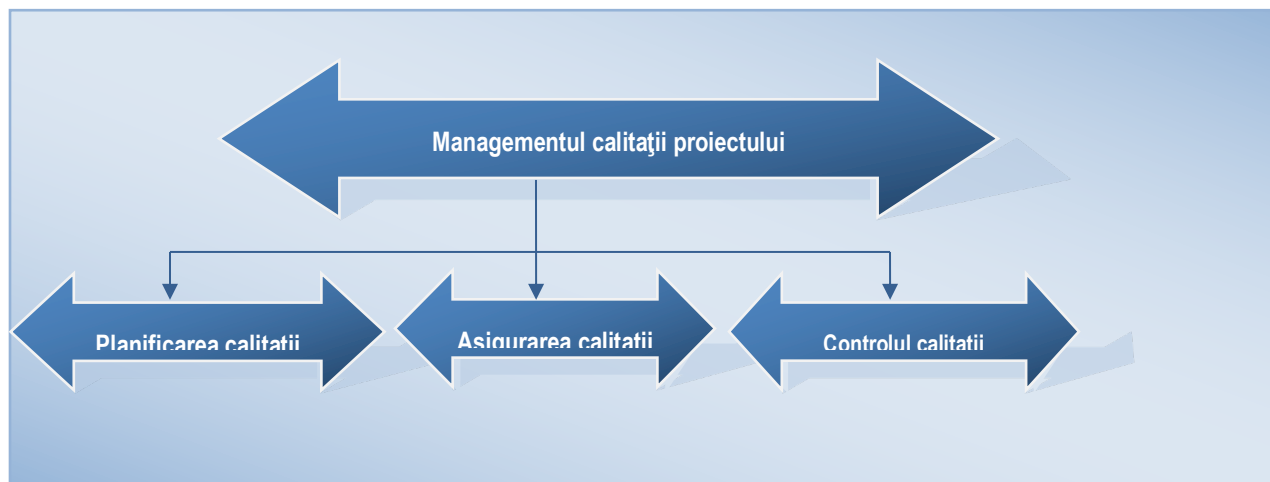 Managementul calitaţii proiectului
Planificarea calitatii
Asigurarea calitatii
Controlul calitatii